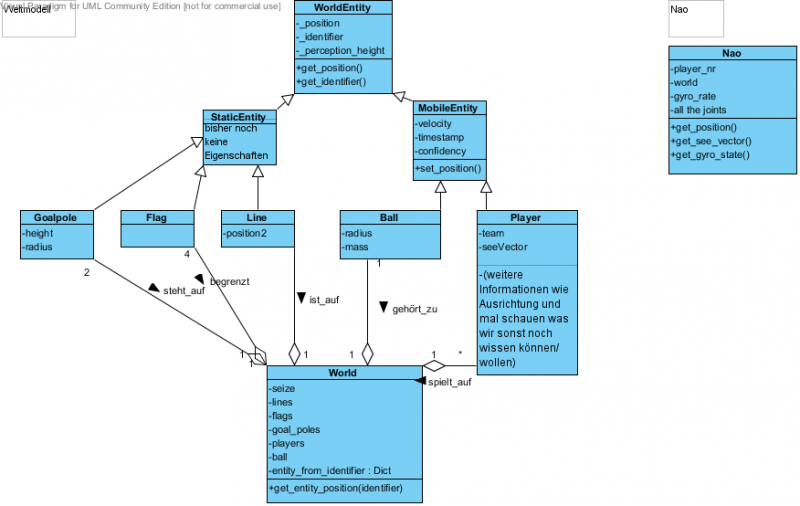 Visual Paradigm for UML Community Edition [not for commercial use]
Weltmodell
Nao
WorldEntity
-_position
-_identifier
-_perception_height
+get_position()
+get_identifier()
Nao
-player_nr
-world
-gyro_rate
-all the joints
+get_position()
+get_see_vector()
+get_gyro_state()
StaticEntity
bisher noch
keine
Eigenschaften
MobileEntity
-velocity
-timestamp
-confidency
+set_position()
Goalpole
-height
-radius
Flag
Line
-position2
Ball
-radius
-mass
Player
-team
-seeVector
-(weitere
Informationen wie
Ausrichtung und
mal schauen was
wir sonst noch
wissen können/
wollen)
2
4
1
steht_auf
begrenzt
ist_auf
gehört_zu
1
1
1
1
1
*
spielt_auf
World
-seize
-lines
-flags
-goal_poles
-players
-ball
-entity_from_identifier : Dict
+get_entity_position(identifier)